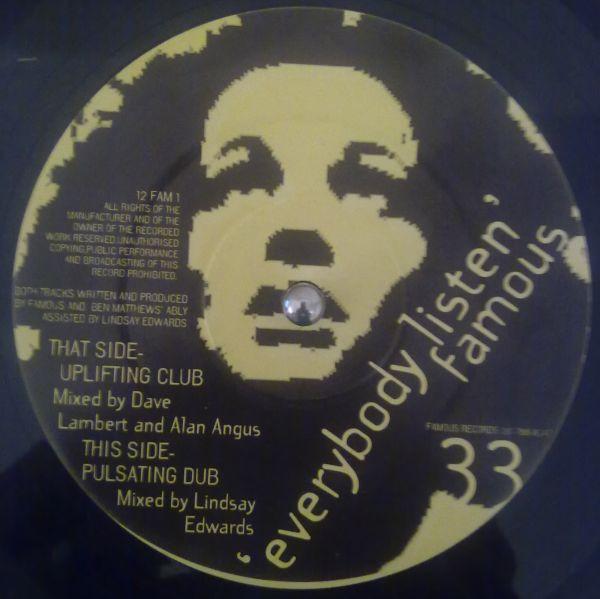 12 FAM 1
ALL RIGHTS OF THE
MANUFACTURER AND OF THE
OWNER OF THE RECORDED
WORK RESERVED.UNAUTHORISED
COPYING,PUBLIC PERFORMANCE
AND BROADCASTING OF THIS
RECORD PROHIBITED.
BOTH TRACKS WRITTEN AND PRODUCED
BY FAMOUS AND BEN MATTHEWS' ABLY
ASSISTED BY LINDSAY EDWARDS
THAT SIDE-
UPLIFTING CLUB
Mixed by Dave
Lambert and Alan Angus
THIS SIDE-
PULSATING DUB
Mixed by Lindsay
Edwards
'everybody listen'
famous
FAMOUS RECORDS
33